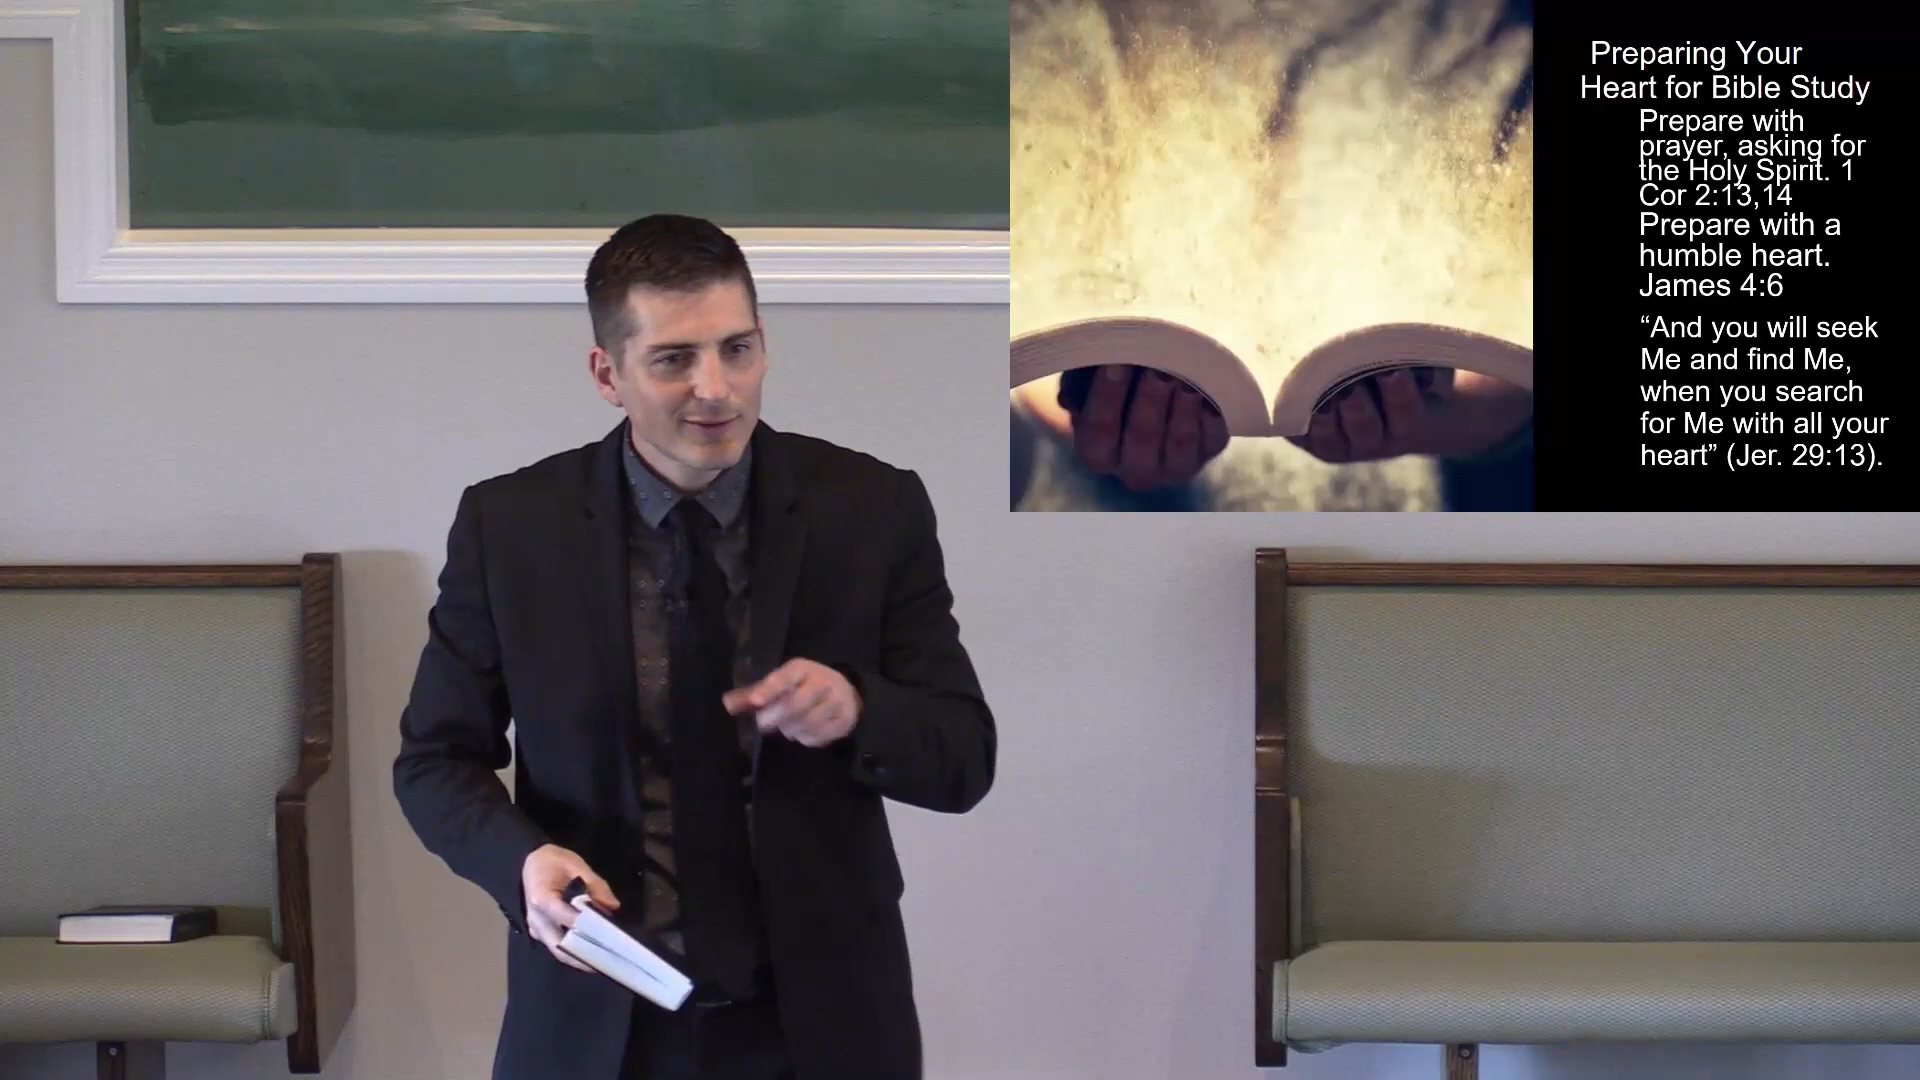 Preparing Your
Heart for Bible Study
Prepare with
prayer, asking for
the Holy Spirit. 1
Cor 2:13,14
Prepare with a
humble heart.
James 4:6
“And you will seek
Me and find Me,
when you search
for Me with all your
heart” (Jer. 29:13).